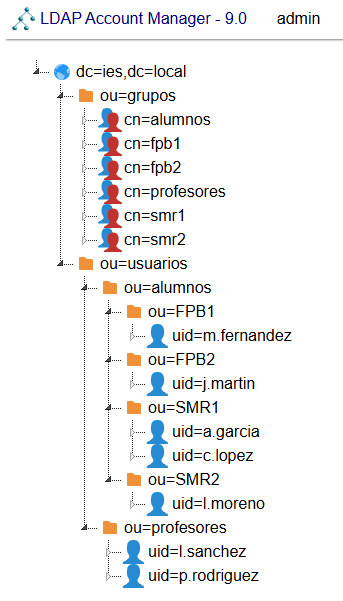 LDAP Account Manager - 9.0 admin
dc=ies,dc=local
ou=grupos
cn=alumnos
cn=fpb1
cn=fpb2
cn=profesores
cn=smr1
cn=smr2
ou=usuarios
ou=alumnos
ou=FPB1
uid=m.fernandez
ou=FPB2
uid=j.martin
ou=SMR1
uid=a.garcia
uid=c.lopez
ou=SMR2
uid=l.moreno
ou=profesores
uid=l.sanchez
uid=p.rodriguez